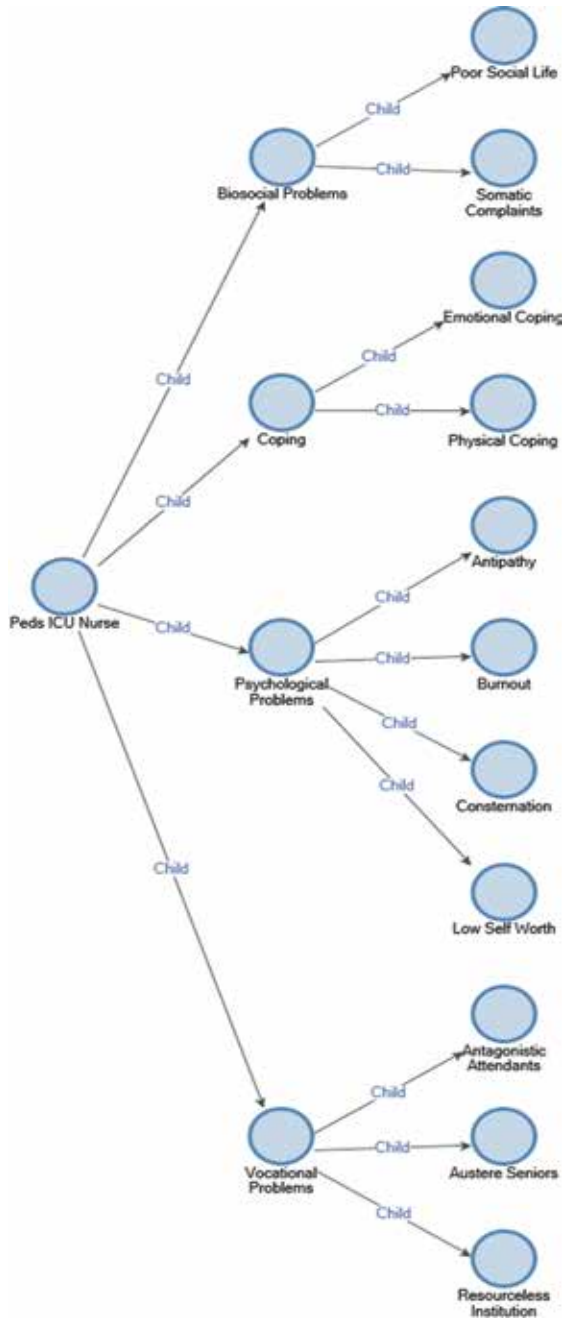 Poor Social Life
Child
Biosocial Problems
Child
Somatic
Complaints
Emotional Coping
Child
Child
Coping
Child
Physical Coping
Child
Antipathy
Peds ICU Nurse
Child
Child
Psychological
Problems
Child
Burnout
Child
Consternation
Child
Child
Low Self Worth
Antagonistic
Attendants
Child
Vocational
Problems
Child
Austere Seniors
Child
Resourceless
Institution